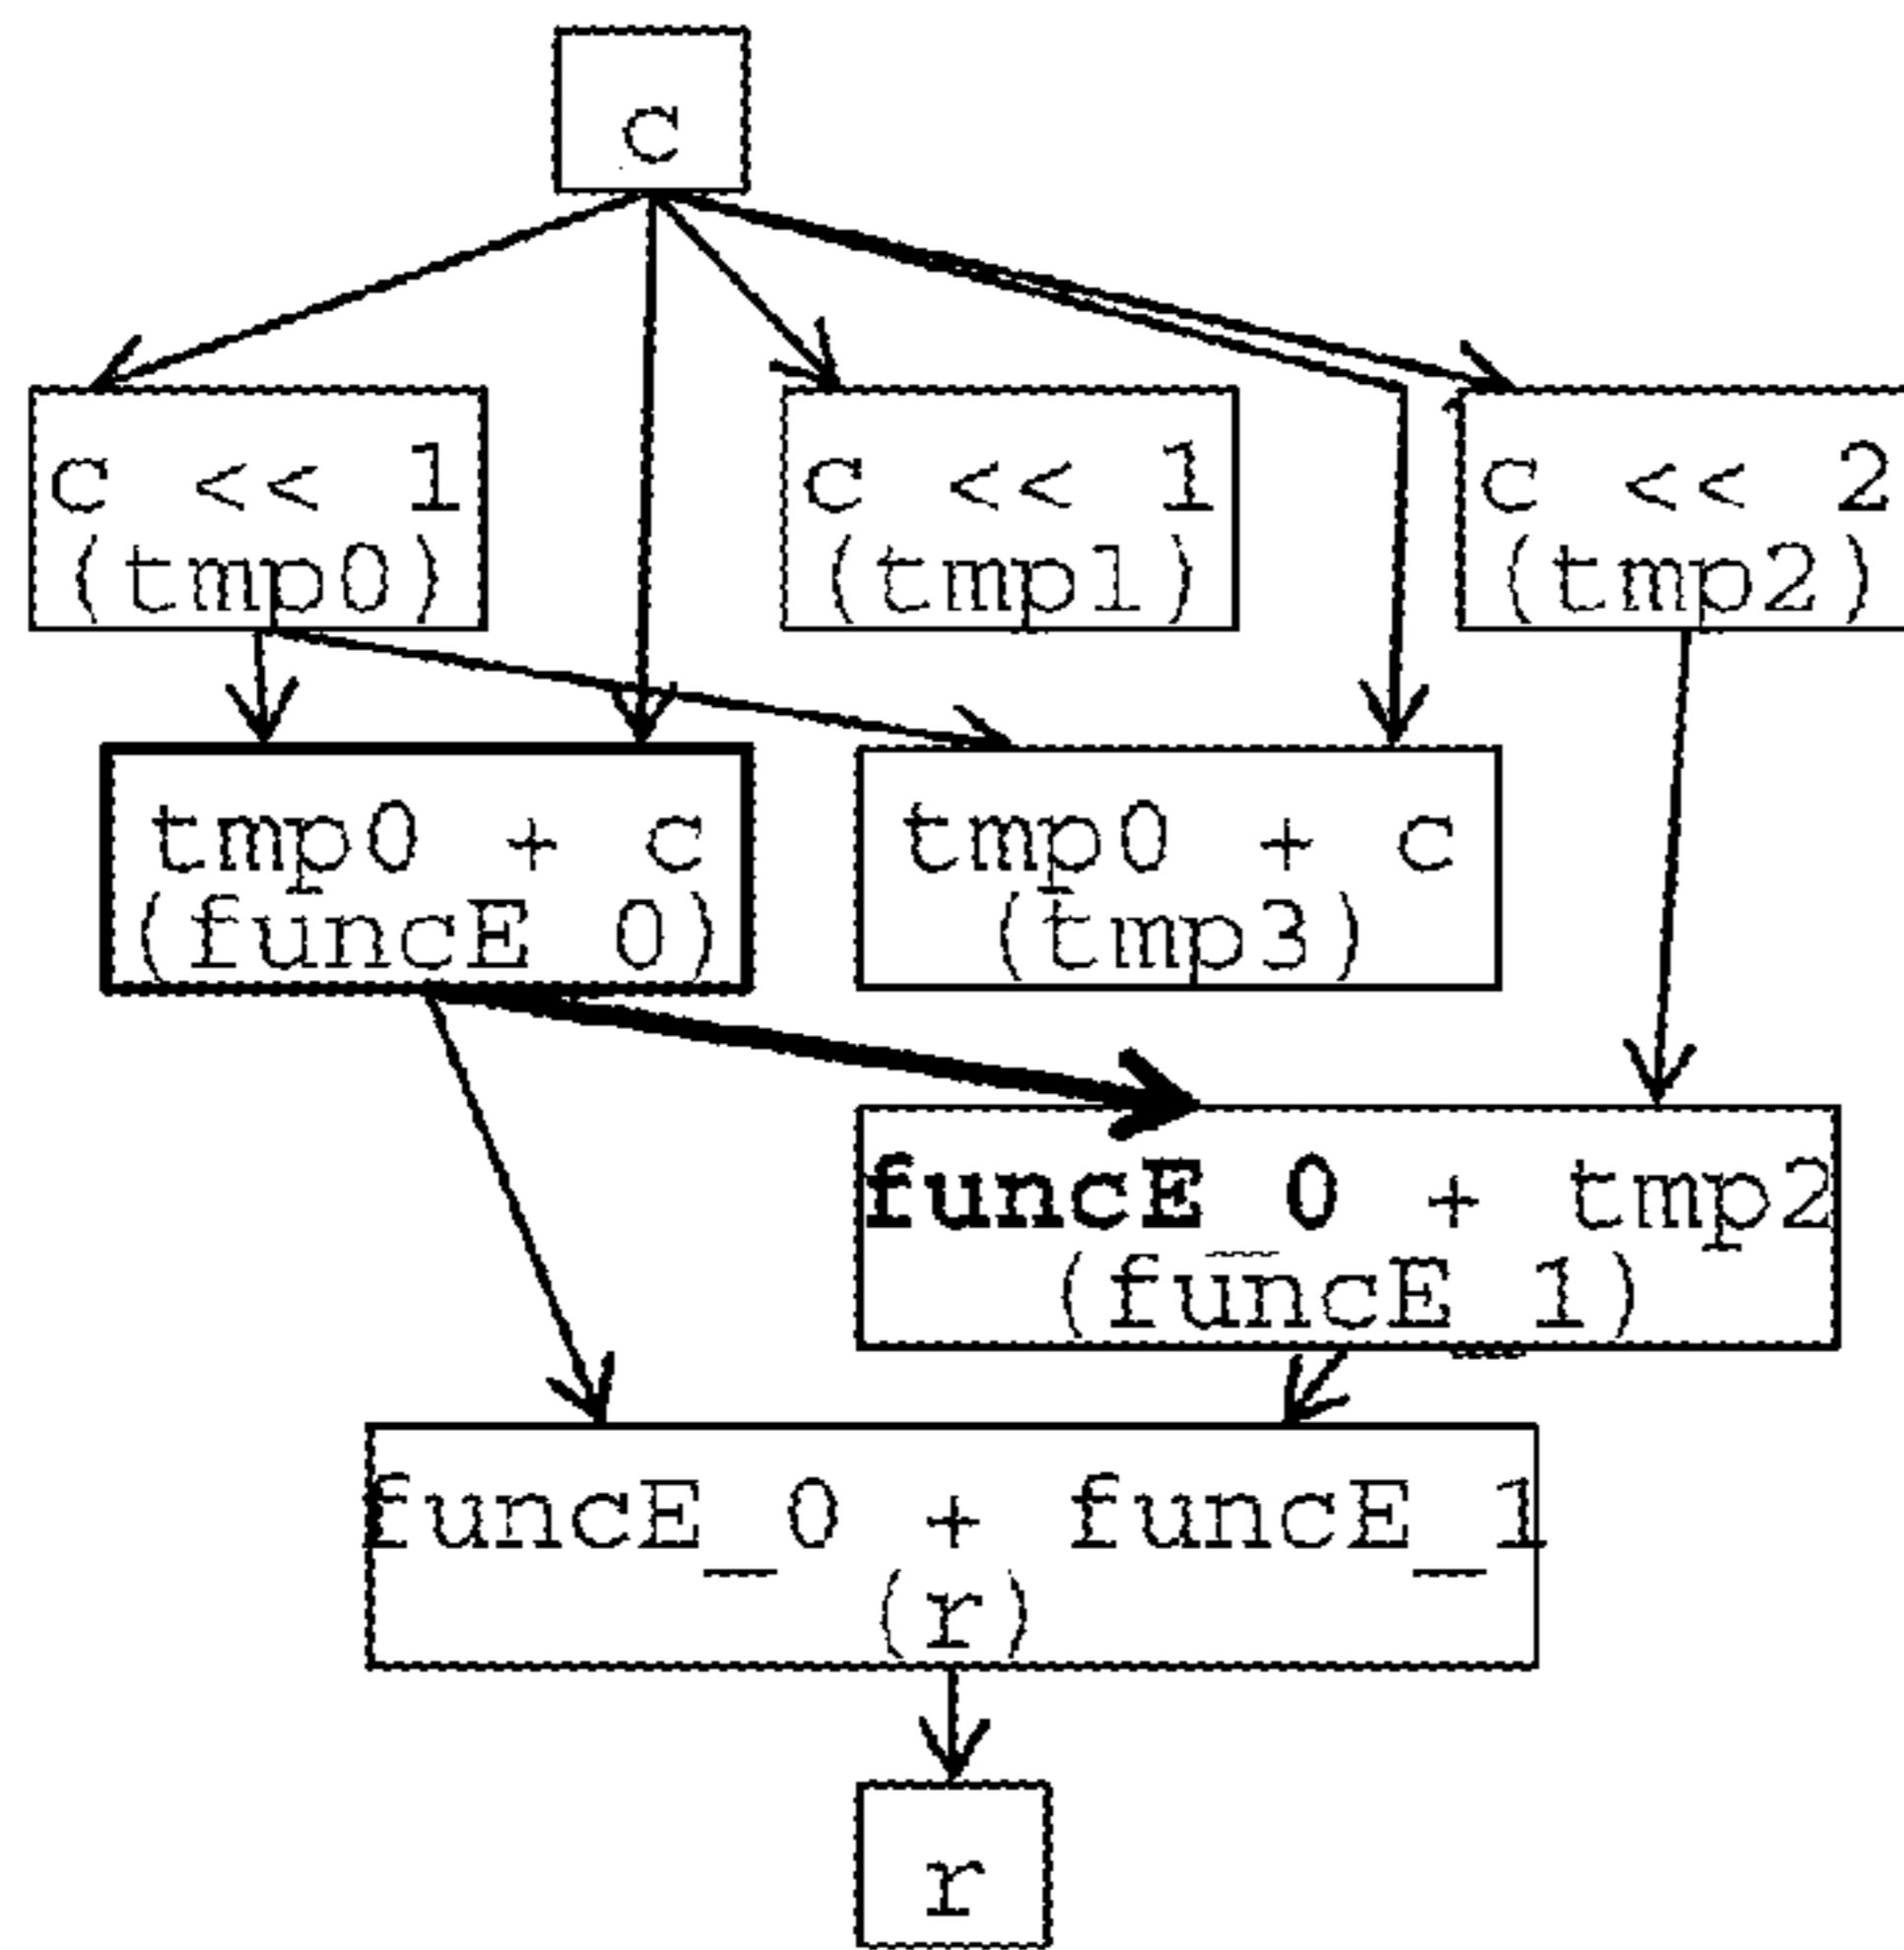 c
c << 1
(tmp0)
c << 1
(tmp1)
c << 2
(tmp2)
tmp0 + c
(funcE_0)
tmp0 + c
(tmp3)
funcE_0 + tmp2
(funcE_1)
funcE_0 + funcE_1
(r)
r